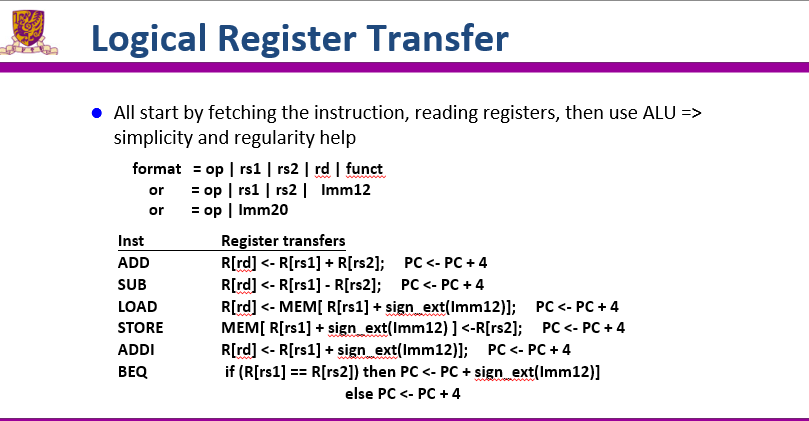 Logical Register Transfer
All start by fetching the instruction, reading registers, then use ALU =>
simplicity and regularity help
format = op | rs1 | rs2 | rd | funct
or = op | rs1 | rs2 | Imm12
or = op | Imm20
Inst Register transfers
ADD R[rd] <- R[rs1] + R[rs2]; PC <- PC + 4
SUB R[rd] <- R[rs1] - R[rs2]; PC <- PC + 4
LOAD R[rd] <- MEM[ R[rs1] + sign_ext(Imm12)]; PC <- PC + 4
STORE MEM[ R[rs1] + sign_ext(Imm12) ] <-R[rs2]; PC <- PC + 4
ADDI R[rd] <- R[rs1] + sign_ext(Imm12)]; PC <- PC + 4
BEQ if (R[rs1] == R[rs2]) then PC <- PC + sign_ext(Imm12)]
else PC <- PC + 4